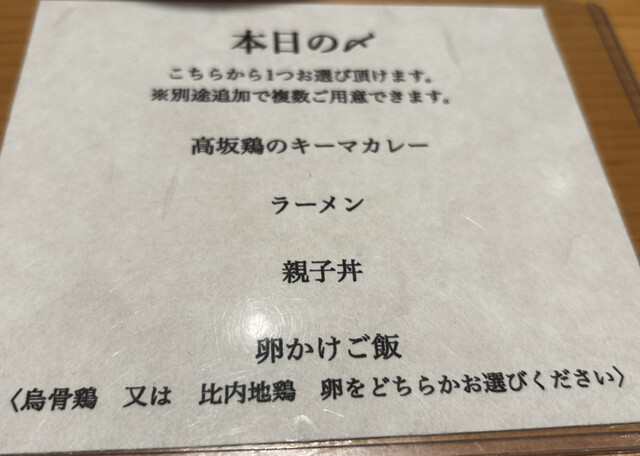 本日の〆
こちらから1つお選び頂けます。
※別途追加で複数ご用意できます。
高坂鶏のキーマカレー
ラーメン
親子丼
卵かけご飯
〈烏骨鶏　又は　比内地鶏　卵をどちらかお選びください〉